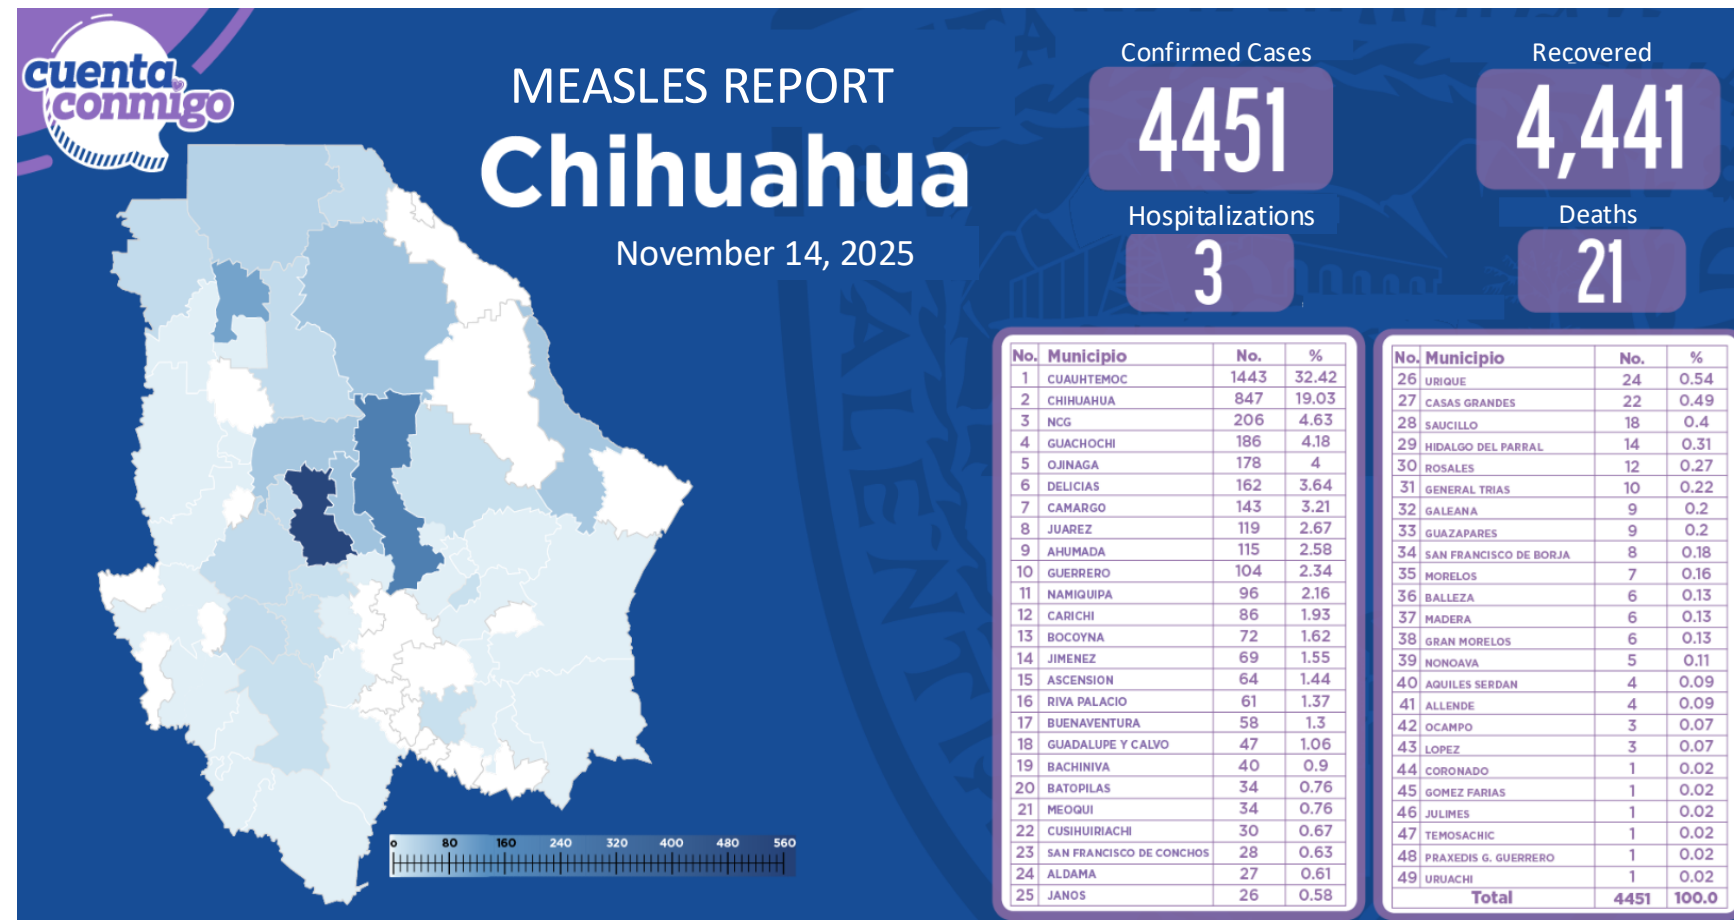 cuenta
conmigo
MEASLES REPORT
Chihuahua
November 14, 2025
Confirmed Cases
4451
Recovered
4,441
Hospitalizations
3
Deaths
21
No. Municipio No. %
1 CUAUHTEMOC 1443 32.42
2 CHIHUAHUA 847 19.03
3 NCG 206 4.63
4 GUACHOCHI 186 4.18
5 OJINAGA 178 4
6 DELICIAS 162 3.64
7 CAMARGO 143 3.21
8 JUAREZ 119 2.67
9 AHUMADA 115 2.58
10 GUERRERO 104 2.34
11 NAMIQUIPA 96 2.16
12 CARICHI 86 1.93
13 BOCOYNA 72 1.62
14 JIMENEZ 69 1.55
15 ASCENSION 64 1.44
16 RIVA PALACIO 61 1.37
17 BUENAVENTURA 58 1.3
18 GUADALUPE Y CALVO 47 1.06
19 BACHINIVA 40 0.9
20 BATOPILAS 34 0.76
21 MEOQUI 34 0.76
22 CUSIHUIRIACHI 30 0.67
23 SAN FRANCISCO DE CONCHOS 28 0.63
24 ALDAMA 27 0.61
25 JANOS 26 0.58
No. Municipio No. %
26 URIQUE 24 0.54
27 CASAS GRANDES 22 0.49
28 SAUCILLO 18 0.4
29 HIDALGO DEL PARRAL 14 0.31
30 ROSALES 12 0.27
31 GENERAL TRIAS 10 0.22
32 GALEANA 9 0.2
33 GUAZAPARES 9 0.2
34 SAN FRANCISCO DE BORJA 8 0.18
35 MORELOS 7 0.16
36 BALLEZA 6 0.13
37 MADERA 6 0.13
38 GRAN MORELOS 6 0.13
39 NONOAVA 5 0.11
40 AQUILES SERDAN 4 0.09
41 ALLENDE 4 0.09
42 OCAMPO 3 0.07
43 LOPEZ 3 0.07
44 CORONADO 1 0.02
45 GOMEZ FARIAS 1 0.02
46 JULIMES 1 0.02
47 TEMOSACHIC 1 0.02
48 PRAXEDIS G. GUERRERO 1 0.02
49 URUACHI 1 0.02
Total 4451 100.0
0 80 160 240 320 400 480 560